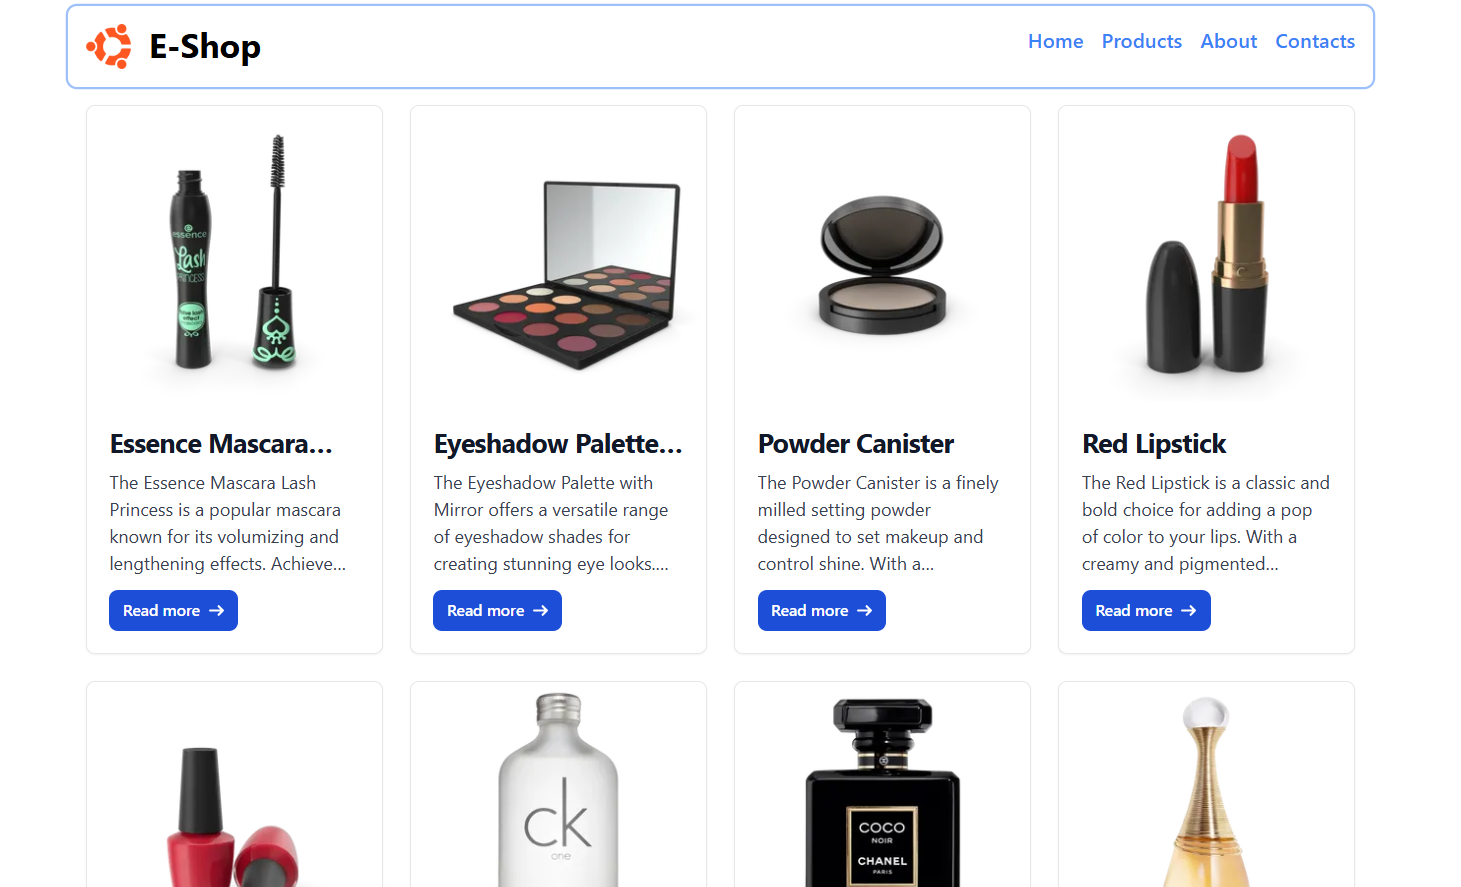 E-Shop
Home Products About Contacts
essence
Lash
PRINCESS
Essence Mascara...
The Essence Mascara Lash
Princess is a popular mascara
known for its volumizing and
lengthening effects. Achieve...
Read more →
Eyeshadow Palette...
The Eyeshadow Palette with
Mirror offers a versatile range
of eyeshadow shades for
creating stunning eye looks....
Read more →
Powder Canister
The Powder Canister is a finely
milled setting powder
designed to set makeup and
control shine. With a...
Read more →
Red Lipstick
The Red Lipstick is a classic and
bold choice for adding a pop
of color to your lips. With a
creamy and pigmented...
Read more →
ck
one
COCO
NOIR
CHANEL
PARIS